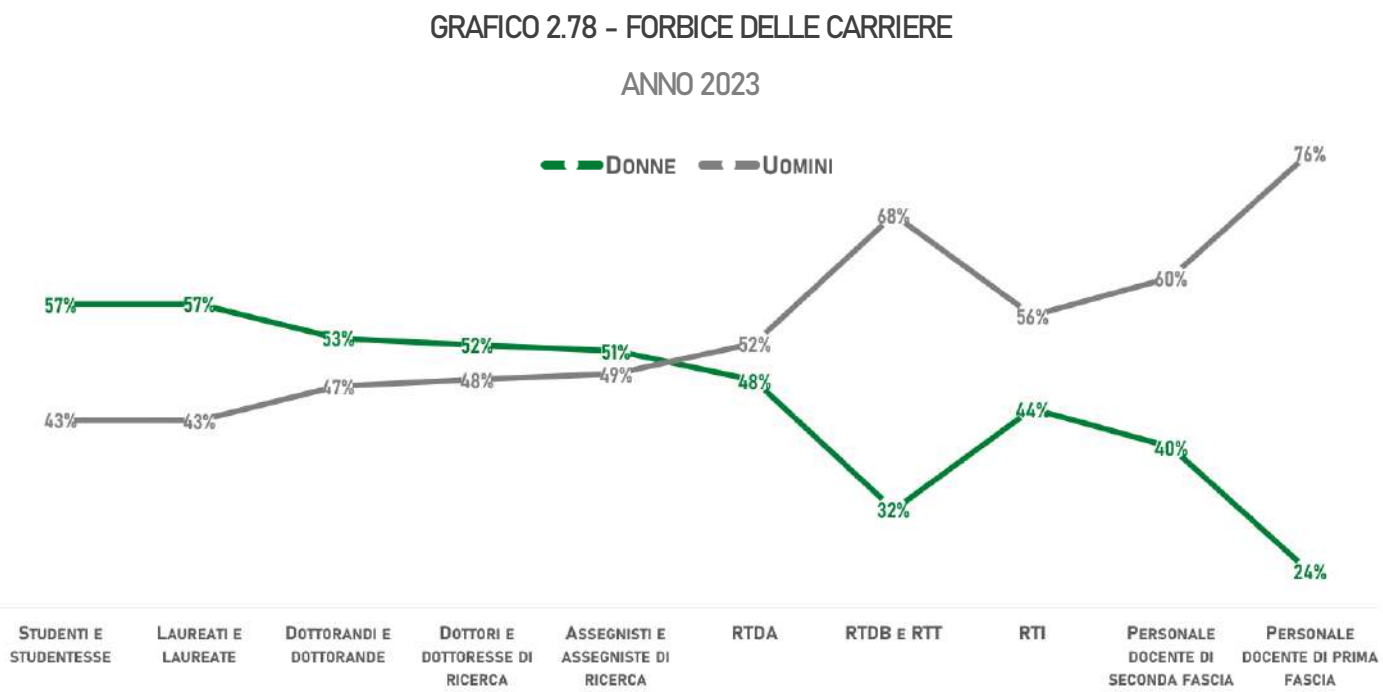 GRAFICO 2.78 - FORBICE DELLE CARRIERE
ANNO 2023
DONNE UOMINI
76%
68%
57% 57% 60%
53% 52% 51% 52% 56%
47% 48% 49% 48%
43% 43% 44% 40%
32%
24%
STUDENTI E STUDENTESSE
LAUREATI E LAUREATE
DOTTORANDI E DOTTORANDE
DOTTORI E DOTTORESSE DI RICERCA
ASSEGNISTI E ASSEGNISTE DI RICERCA
RTDA
RTDB E RTT
RTI
PERSONALE DOCENTE DI SECONDA FASCIA
PERSONALE DOCENTE DI PRIMA FASCIA